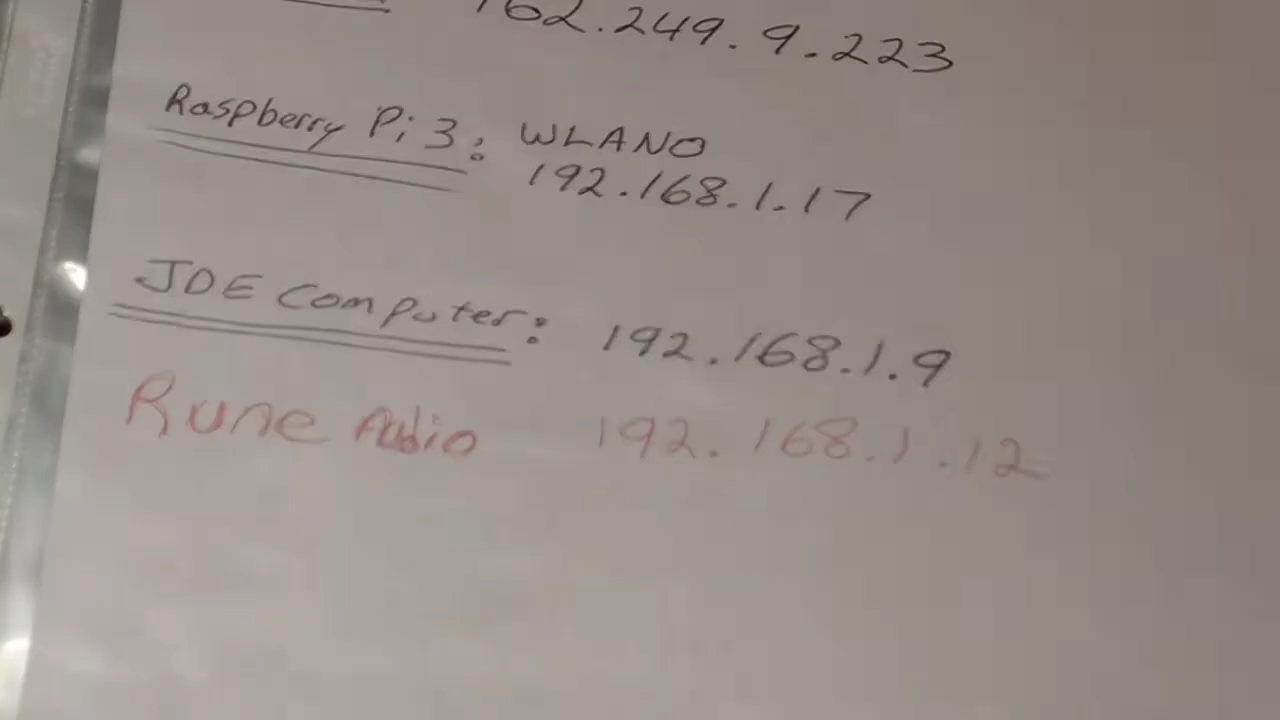 162.249.9.223
Raspberry Pi 3: WLAN0
192.168.1.17
JDE Computer: 192.168.1.9
Rune Audio 192.168.1.12